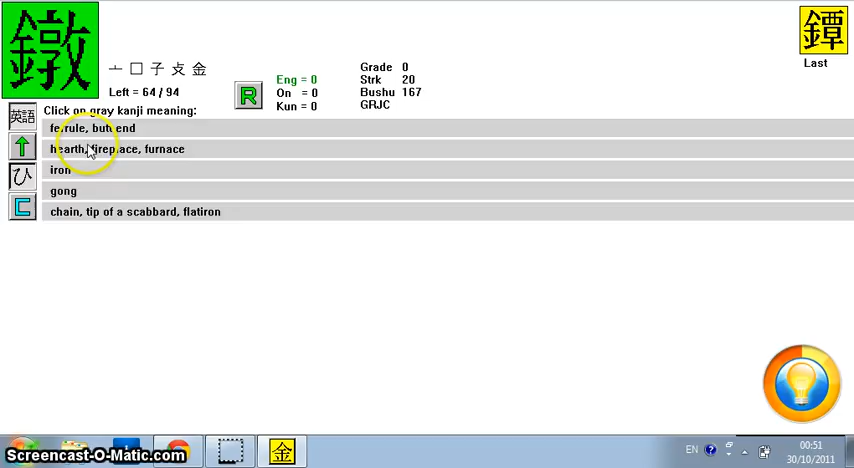 鐓
亠 口 子 攵 金
Left = 64 / 94
Eng = 0
On = 0
Kun = 0
Grade 0
Strk 20
Bushu 167
GRJC
鐔
Last
R
英語
Click on gray kanji meaning:
ferrule, butt end
hearth, fireplace, furnace
iron
ひ
gong
chain, tip of a scabbard, flatiron
金
EN
00:51
30/10/2011
Screencast-O-Matic.com